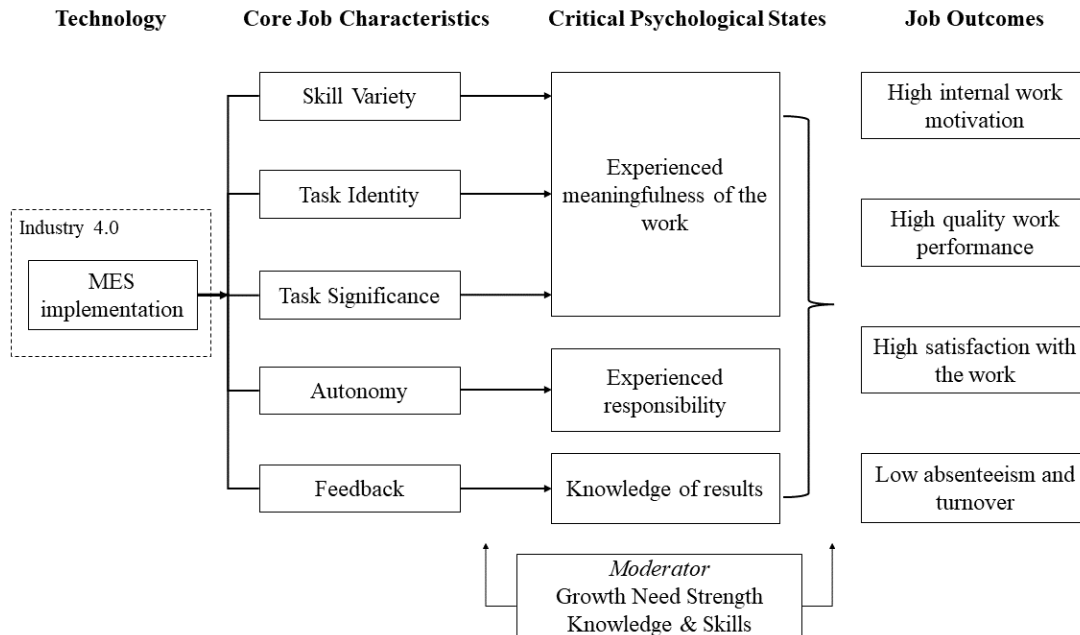 Technology
Core Job Characteristics
Critical Psychological States
Job Outcomes
Industry 4.0
MES
implementation
Skill Variety
Task Identity
Task Significance
Autonomy
Feedback
Experienced
meaningfulness of the
work
Experienced
responsibility
Knowledge of results
High internal work
motivation
High quality work
performance
High satisfaction with
the work
Low absenteeism and
turnover
Moderator
Growth Need Strength
Knowledge & Skills